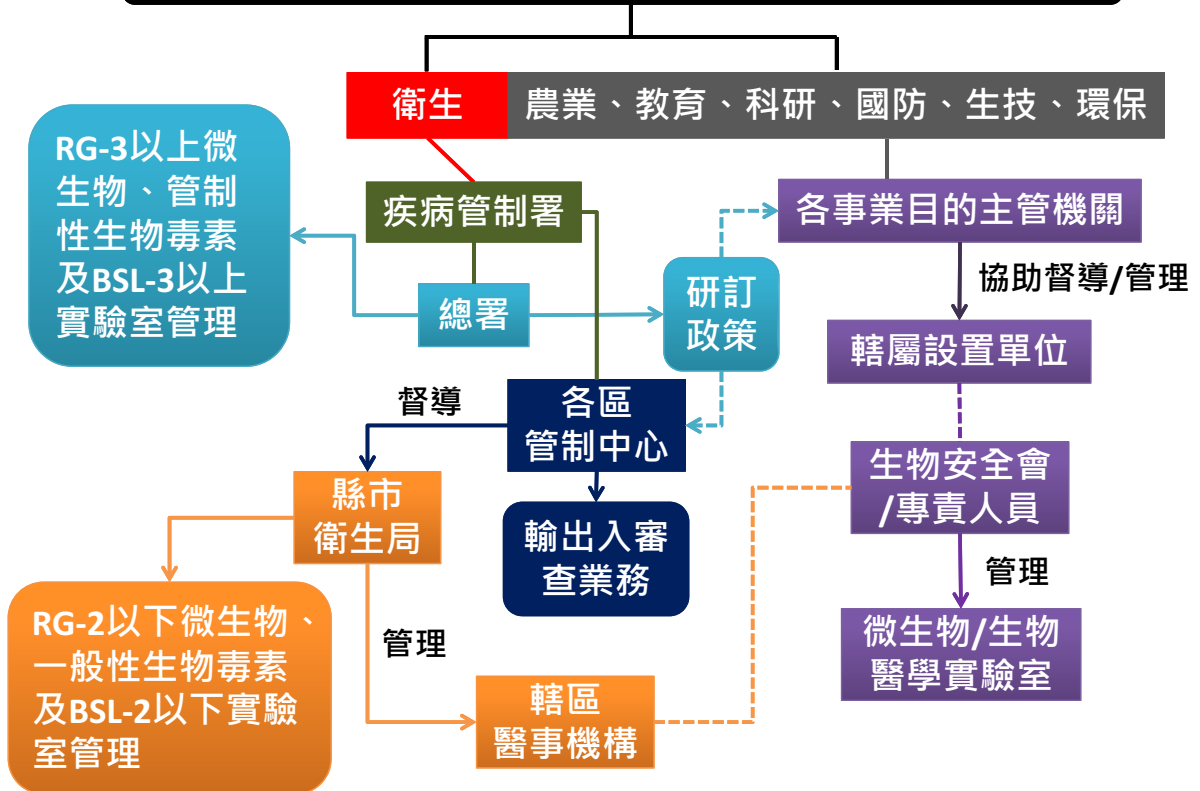 衛生
農業、教育、科研、國防、生技、環保
RG-3以上微
生物、管制
性生物毒素
及BSL-3以上
實驗室管理
疾病管制署
各事業目的主管機關
總署
研訂
政策
協助督導/管理
轄屬設置單位
督導
各區
管制中心
縣市
衛生局
生物安全會
/專責人員
輸出入審
查業務
管理
RG-2以下微生物、
一般性生物毒素
及BSL-2以下實驗
室管理
管理
微生物/生物
醫學實驗室
轄區
醫事機構